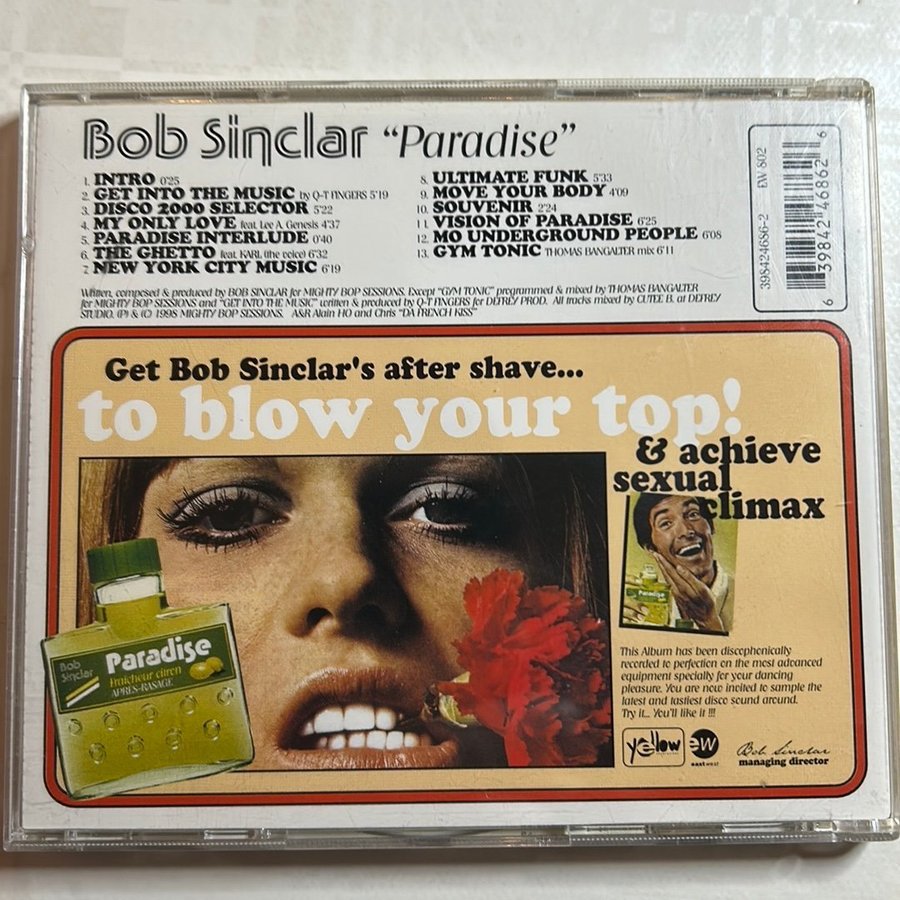 Bob Sinclar "Paradise"
1. INTRO 0'25
2. GET INTO THE MUSIC by Q-T FINGERS 5'19
3. DISCO 2000 SELECTOR 5'22
4. MY ONLY LOVE feat. Lee A. Genesis 4'37
5. PARADISE INTERLUDE 0'40
6. THE GHETTO feat. KARL (the voice) 6'32
7. NEW YORK CITY MUSIC 6'19
8. ULTIMATE FUNK 5'33
9. MOVE YOUR BODY 4'09
10. SOUVENIR 2'24
11. VISION OF PARADISE 6'25
12. MO UNDERGROUND PEOPLE 6'08
13. GYM TONIC THOMAS BANGALTER mix 6'11
398424686-2 EW 802
6 39842 46862 6
Written, composed & produced by BOB SINCLAR for MIGHTY BOP SESSIONS. Except "GYM TONIC" programmed & mixed by THOMAS BANGALTER
for MIGHTY BOP SESSIONS and "GET INTO THE MUSIC" written & produced by Q-T FINGERS for DEFREY PROD. All tracks mixed by CUTEE B. at DEFREY
STUDIO. (P) & (C) 1998 MIGHTY BOP SESSIONS. A&R Alain HO and Chris "DA FRENCH KISS"
Get Bob Sinclar's after shave...
to blow your top!
& achieve
sexual
climax
Bob
Sinclar
Paradise
fraîcheur citron
APRES-RASAGE
This Album has been discophonically
recorded to perfection on the most advanced
equipment specially for your dancing
pleasure. You are now invited to sample the
latest and tastiest disco sound around.
Try it... You'll like it !!!
yellow
ew
eastwest
Bob Sinclar
managing director